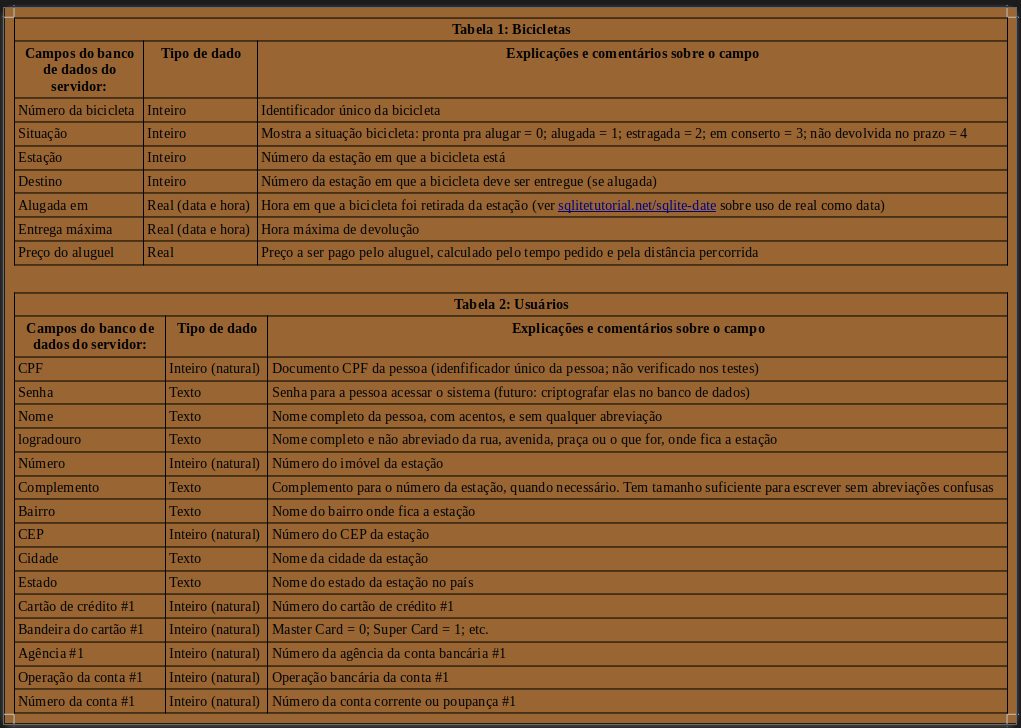 Tabela 1: Bicicletas
Campos do banco de dados do servidor: Tipo de dado Explicações e comentários sobre o campo
Número da bicicleta Inteiro Identificador único da bicicleta
Situação Inteiro Mostra a situação bicicleta: pronta pra alugar = 0; alugada = 1; estragada = 2; em conserto = 3; não devolvida no prazo = 4
Estação Inteiro Número da estação em que a bicicleta está
Destino Inteiro Número da estação em que a bicicleta deve ser entregue (se alugada)
Alugada em Real (data e hora) Hora em que a bicicleta foi retirada da estação (ver sqlitetutorial.net/sqlite-date sobre uso de real como data)
Entrega máxima Real (data e hora) Hora máxima de devolução
Preço do aluguel Real Preço a ser pago pelo aluguel, calculado pelo tempo pedido e pela distância percorrida
Tabela 2: Usuários
Campos do banco de dados do servidor: Tipo de dado Explicações e comentários sobre o campo
CPF Inteiro (natural) Documento CPF da pessoa (idenfificador único da pessoa; não verificado nos testes)
Senha Texto Senha para a pessoa acessar o sistema (futuro: criptografar elas no banco de dados)
Nome Texto Nome completo da pessoa, com acentos, e sem qualquer abreviação
logradouro Texto Nome completo e não abreviado da rua, avenida, praça ou o que for, onde fica a estação
Número Inteiro (natural) Número do imóvel da estação
Complemento Texto Complemento para o número da estação, quando necessário. Tem tamanho suficiente para escrever sem abreviações confusas
Bairro Texto Nome do bairro onde fica a estação
CEP Inteiro (natural) Número do CEP da estação
Cidade Texto Nome da cidade da estação
Estado Texto Nome do estado da estação no país
Cartão de crédito #1 Inteiro (natural) Número do cartão de crédito #1
Bandeira do cartão #1 Inteiro (natural) Master Card = 0; Super Card = 1; etc.
Agência #1 Inteiro (natural) Número da agência da conta bancária #1
Operação da conta #1 Inteiro (natural) Operação bancária da conta #1
Número da conta #1 Inteiro (natural) Número da conta corrente ou poupança #1